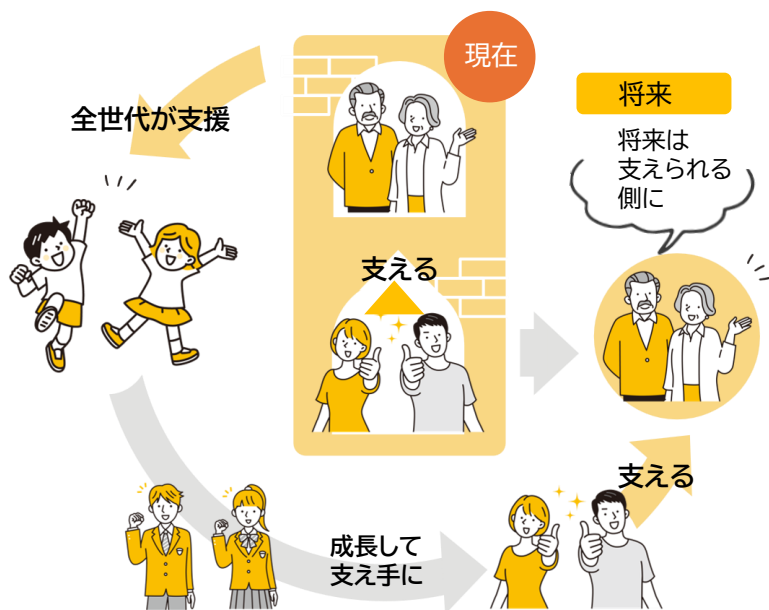 現在
全世代が支援
支える
将来
将来は
支えられる
側に
支える
成長して
支え手に